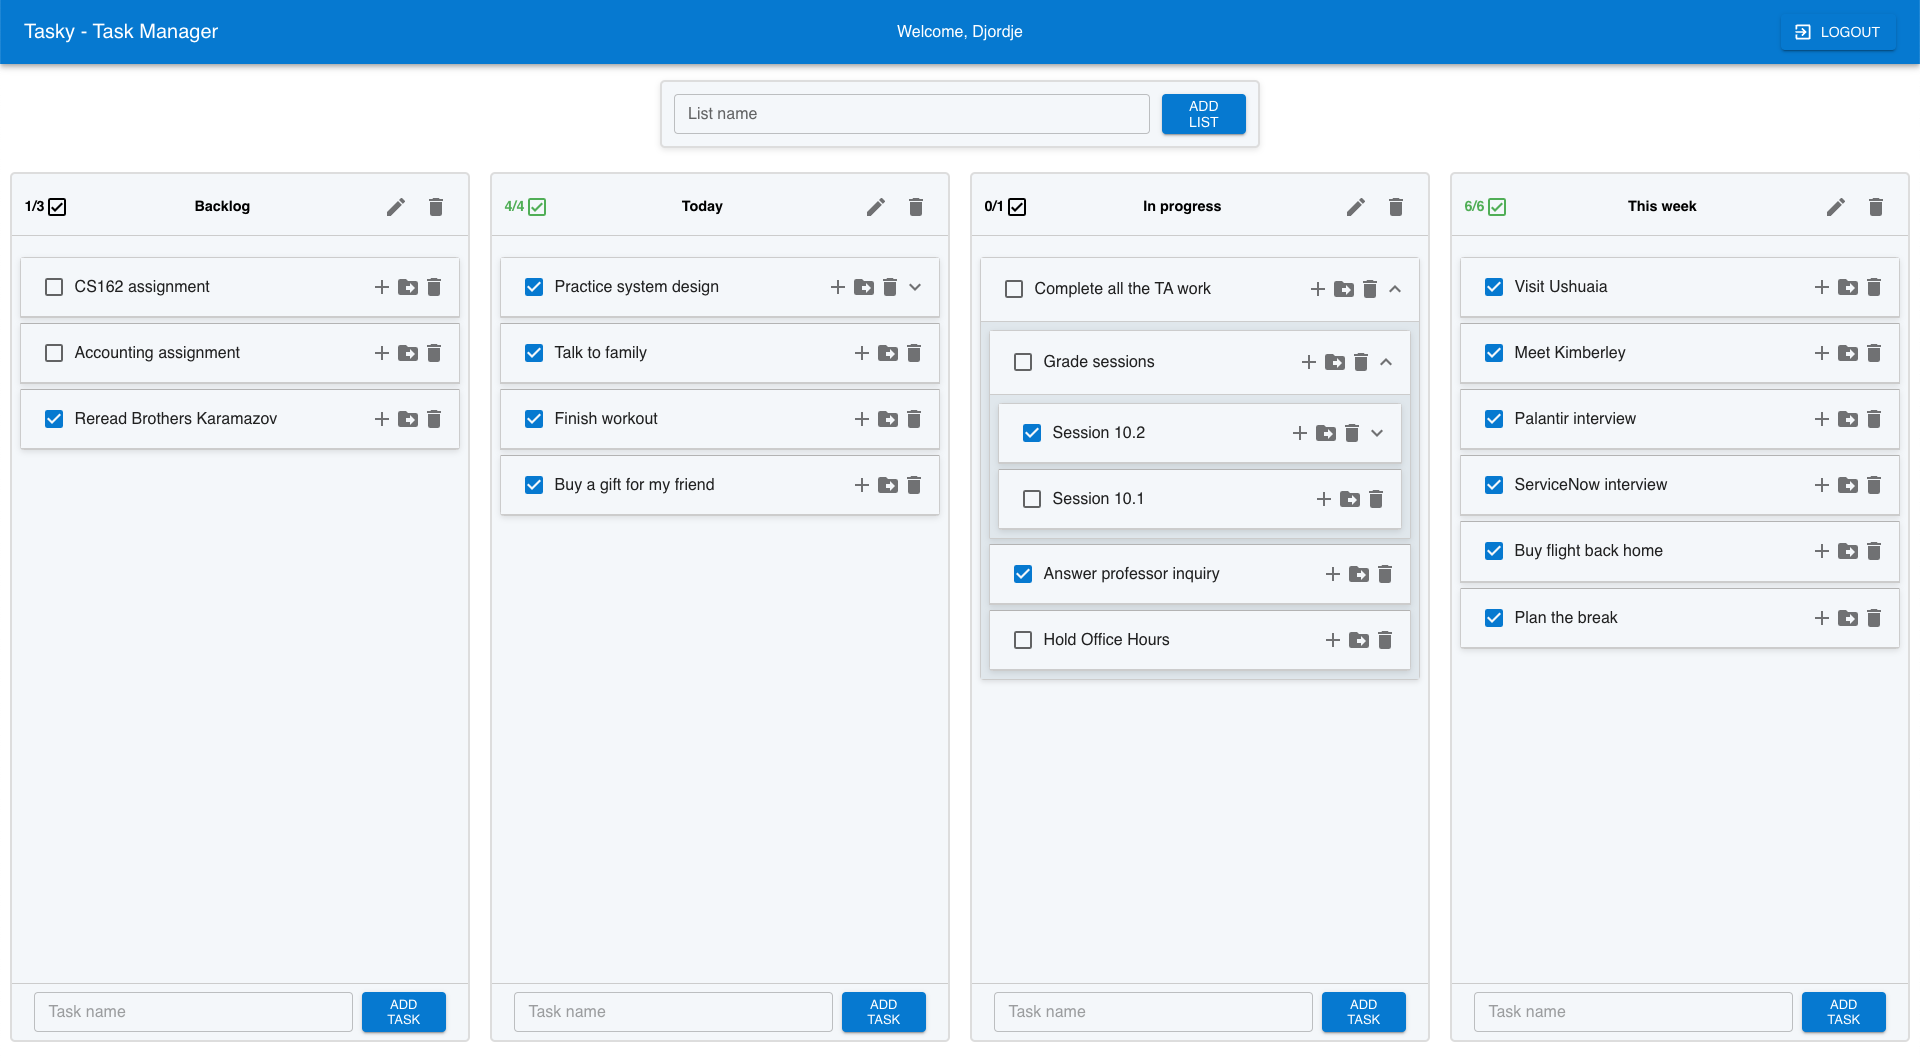 Tasky - Task Manager
Welcome, Djordje
LOGOUT
List name
ADD
LIST
1/3
Backlog
CS162 assignment
Accounting assignment
Reread Brothers Karamazov
Task name
ADD
TASK
4/4
Today
Practice system design
Talk to family
Finish workout
Buy a gift for my friend
Task name
ADD
TASK
0/1
In progress
Complete all the TA work
Grade sessions
Session 10.2
Session 10.1
Answer professor inquiry
Hold Office Hours
Task name
ADD
TASK
6/6
This week
Visit Ushuaia
Meet Kimberley
Palantir interview
ServiceNow interview
Buy flight back home
Plan the break
Task name
ADD
TASK